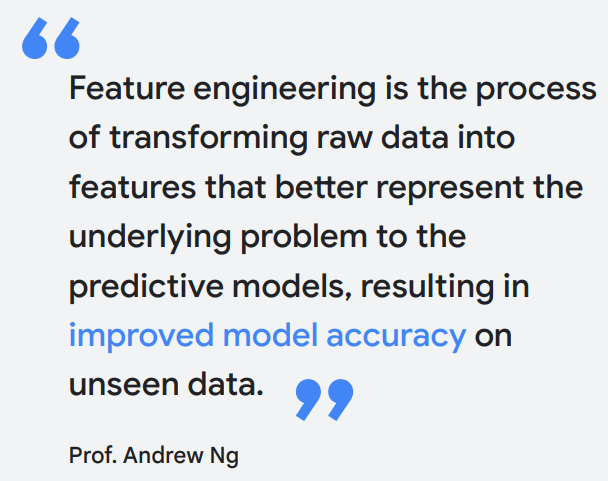 “
Feature engineering is the process
of transforming raw data into
features that better represent the
underlying problem to the
predictive models, resulting in
improved model accuracy on
unseen data. ”
Prof. Andrew Ng